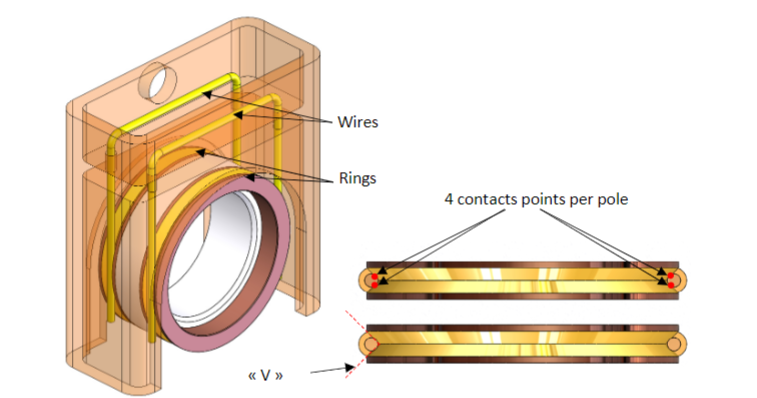 Wires
Rings
4 contacts points per pole
« V »